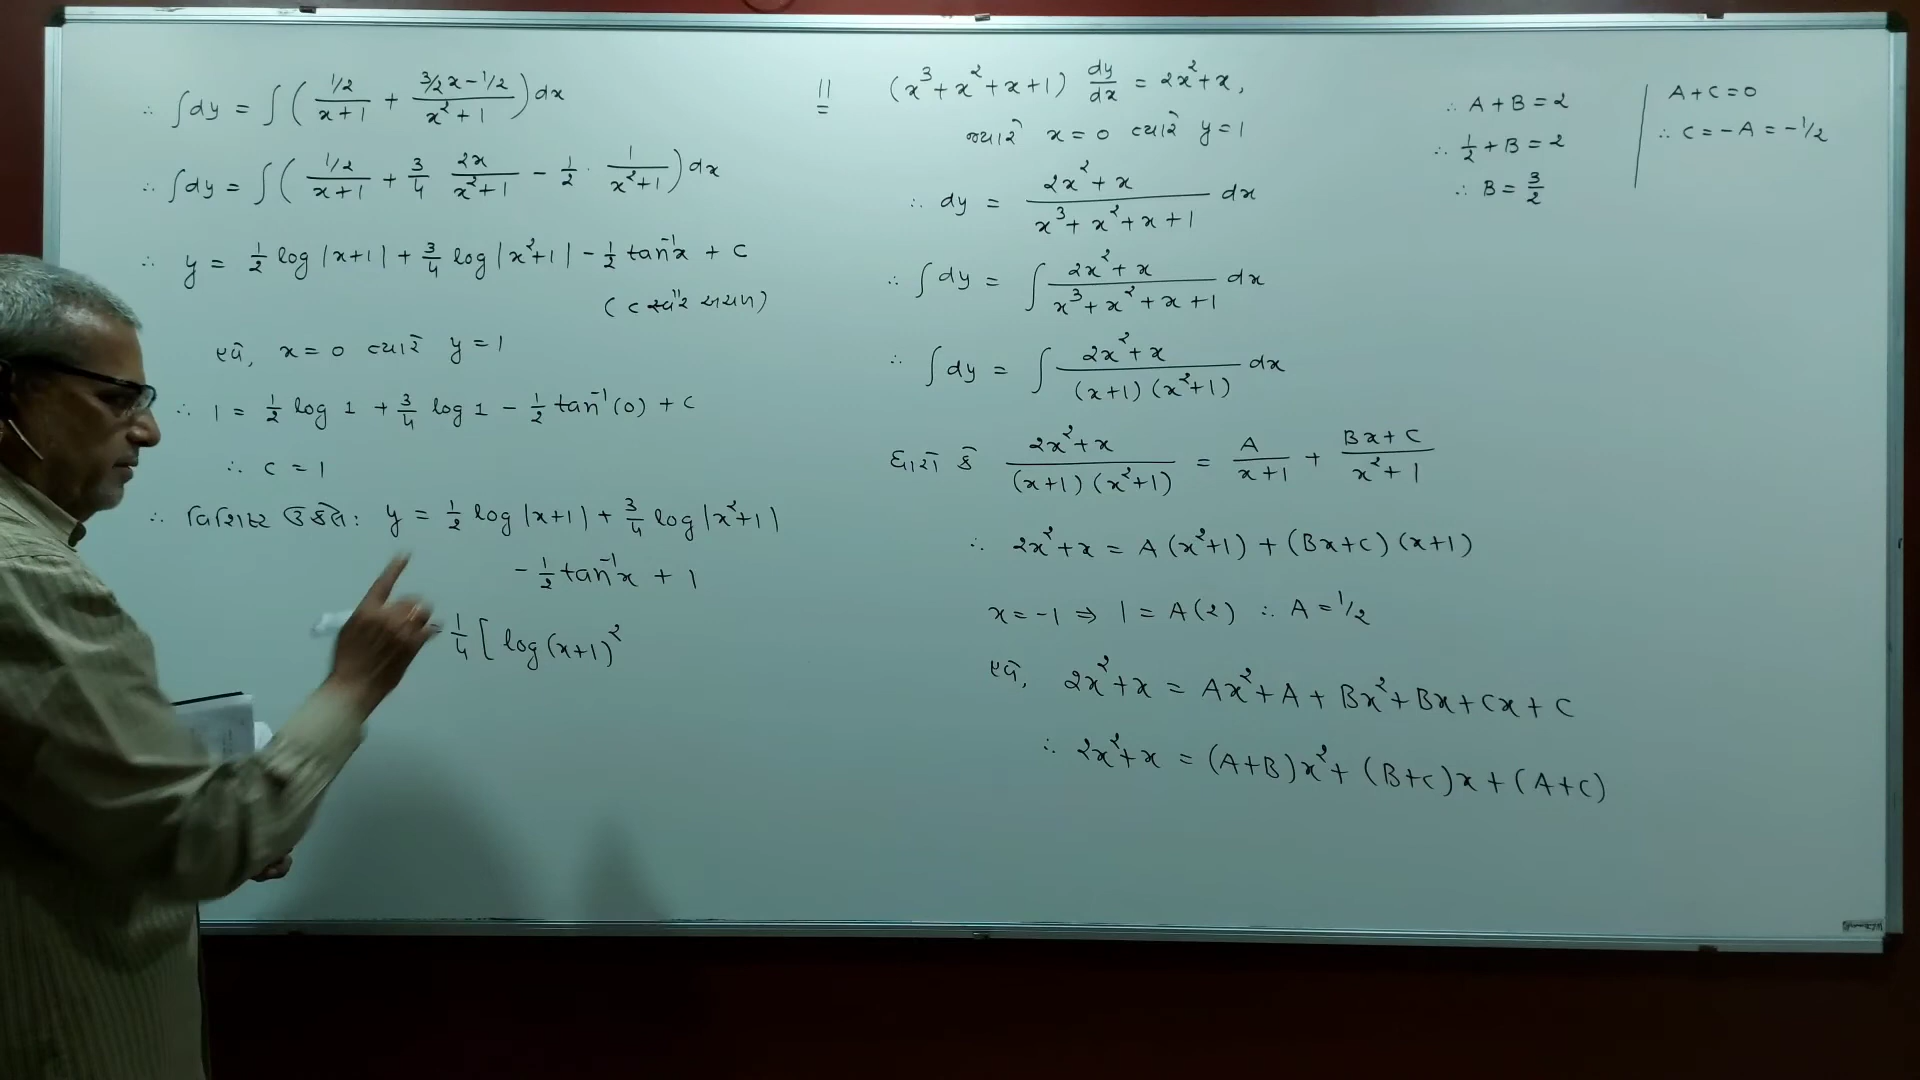 11 (x³+x²+x+1) dy/dx = 2x²+x,
જ્યારે x=0 ત્યારે y=1
∴ dy = (2x²+x)/(x³+x²+x+1) dx
∴ ∫dy = ∫ (2x²+x)/(x³+x²+x+1) dx
∴ ∫dy = ∫ (2x²+x)/((x+1)(x²+1)) dx
ધારો કે (2x²+x)/((x+1)(x²+1)) = A/(x+1) + (Bx+C)/(x²+1)
∴ 2x²+x = A(x²+1)+(Bx+C)(x+1)
x=-1 ⇒ 1=A(2) ∴ A=1/2
હવે, 2x²+x = Ax²+A+Bx²+Bx+Cx+C
∴ 2x²+x = (A+B)x²+(B+C)x+(A+C)
∴ A+B=2
∴ 1/2+B=2
∴ B=3/2
A+C=0
∴ C=-A=-1/2
∴ ∫dy = ∫( (1/2)/(x+1) + (3/2x-1/2)/(x²+1) )dx
∴ ∫dy = ∫( (1/2)/(x+1) + 3/4 2x/(x²+1) - 1/2 · 1/(x²+1) )dx
∴ y = 1/2 log|x+1|+3/4 log|x²+1|-1/2 tan⁻¹x + C
(C સ્વૈર અચળ)
હવે, x=0 ત્યારે y=1
∴ 1 = 1/2 log 1 + 3/4 log 1 - 1/2 tan⁻¹(0) + C
∴ C=1
∴ વિશિષ્ટ ઉકેલ: y = 1/2 log|x+1|+3/4 log|x²+1|
-1/2 tan⁻¹x + 1
1/4 [ log(x+1)²